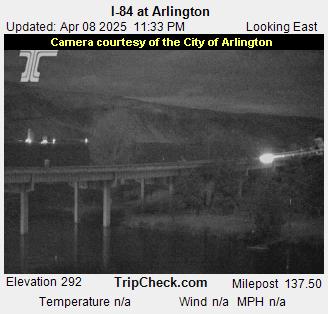 I-84 at Arlington
Updated: Apr 08 2025 11:33 PM Looking East
Camera courtesy of the City of Arlington
Elevation 292 TripCheck.com Milepost 137.50
Temperature n/a Wind n/a MPH n/a